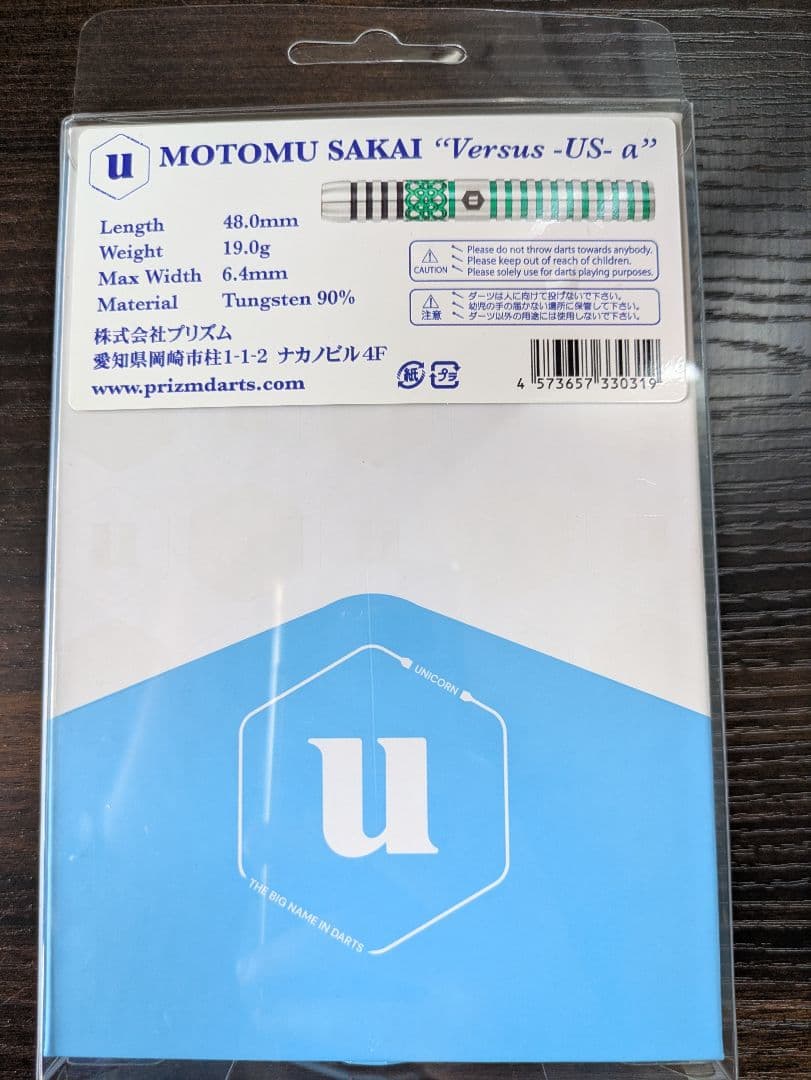 u MOTOMU SAKAI “Versus -US- α”
Length 48.0mm
Weight 19.0g
Max Width 6.4mm
Material Tungsten 90%
株式会社プリズム
愛知県岡崎市柱1-1-2 ナカノビル4F
www.prizmdarts.com
CAUTION
Please do not throw darts towards anybody.
Please keep out of reach of children.
Please solely use for darts playing purposes.
注意
ダーツは人に向けて投げないで下さい。
幼児の手の届かない場所に保管して下さい。
ダーツ以外の用途には使用しないで下さい。
紙 プラ
4 573657 330319
UNICORN
u
THE BIG NAME IN DARTS